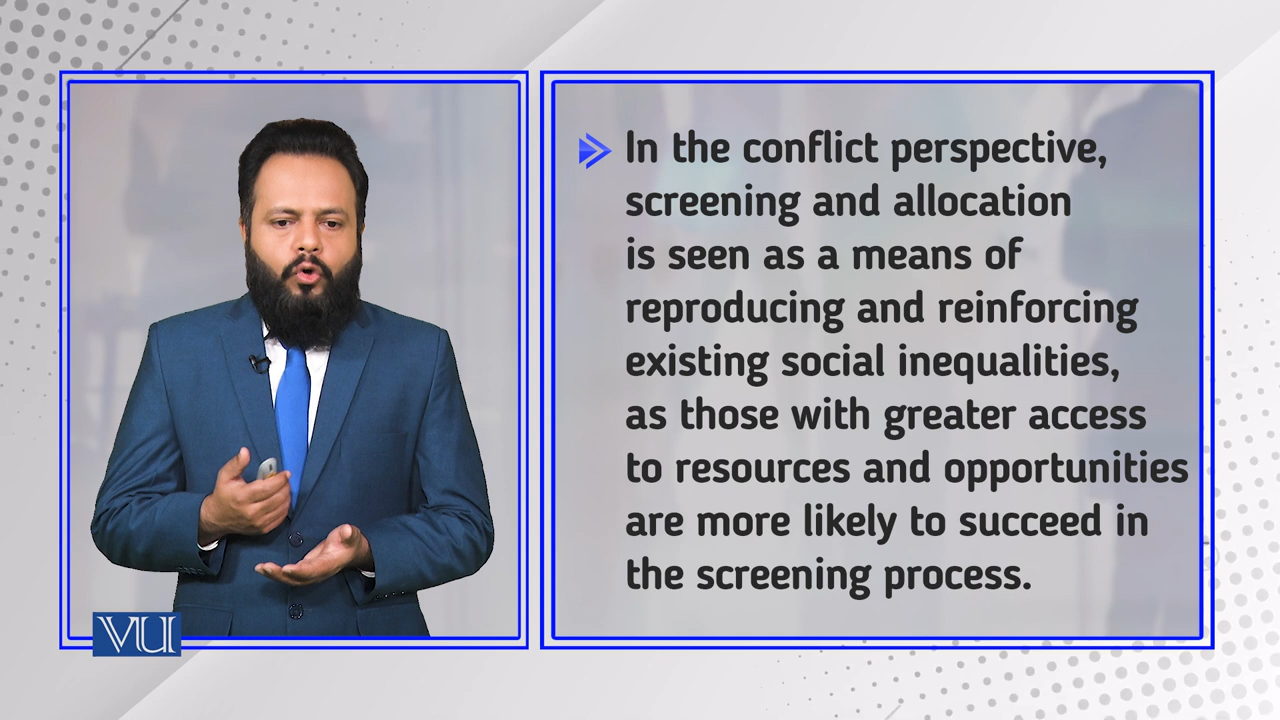 In the conflict perspective,
screening and allocation
is seen as a means of
reproducing and reinforcing
existing social inequalities,
as those with greater access
to resources and opportunities
are more likely to succeed in
the screening process.
VU